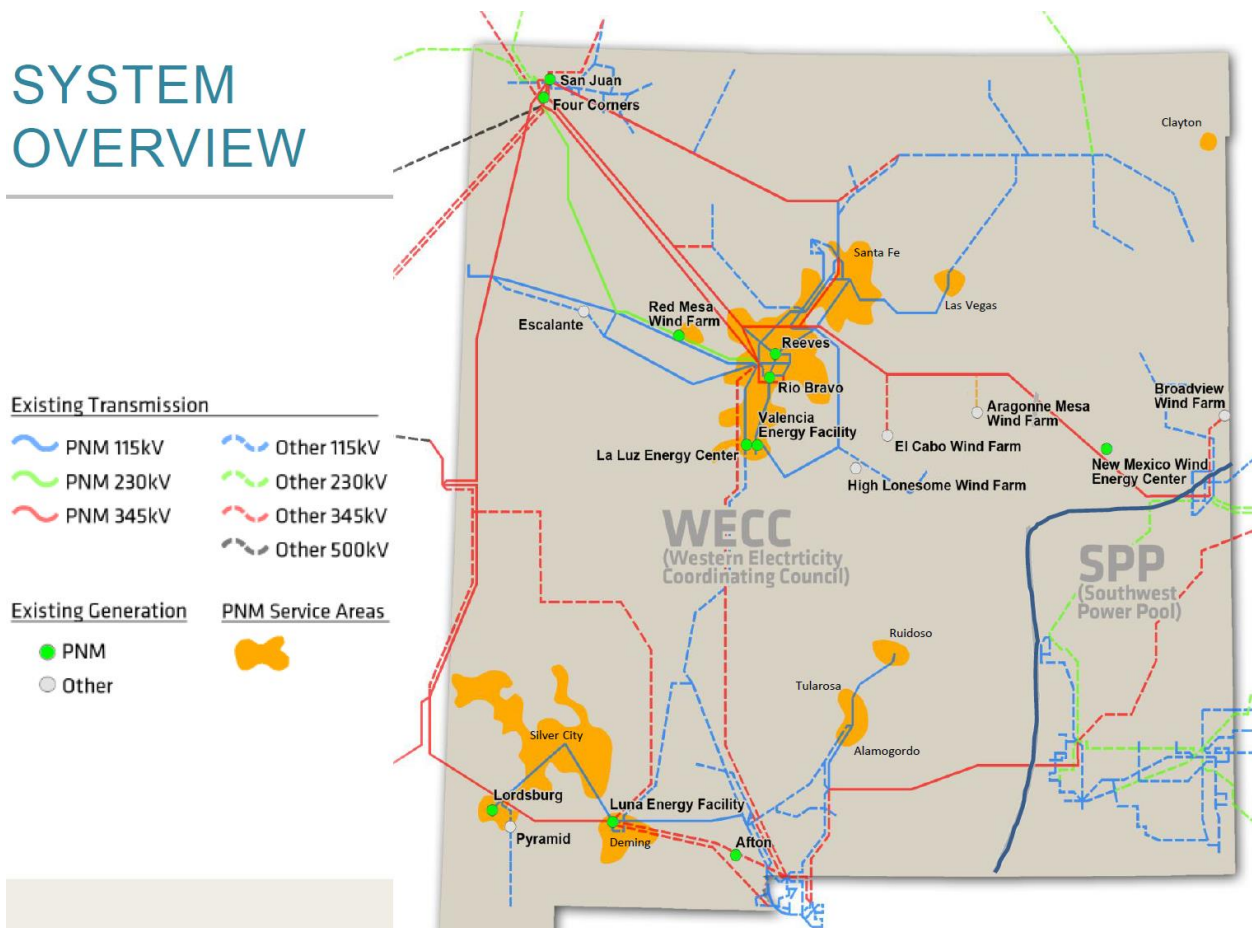 SYSTEM
OVERVIEW
Existing Transmission
PNM 115kV
Other 115kV
PNM 230kV
Other 230kV
PNM 345kV
Other 345kV
Other 500kV
Existing Generation
PNM Service Areas
PNM
Other
San Juan
Four Corners
Clayton
Santa Fe
Las Vegas
Escalante
Red Mesa
Wind Farm
Reeves
Rio Bravo
Valencia
Energy Facility
La Luz Energy Center
Aragonne Mesa
Wind Farm
Broadview
Wind Farm
El Cabo Wind Farm
High Lonesome Wind Farm
New Mexico Wind
Energy Center
WECC
(Western Electrticity
Coordinating Council)
SPP
(Southwest
Power Pool)
Ruidoso
Tularosa
Alamogordo
Silver City
Lordsburg
Pyramid
Luna Energy Facility
Deming
Afton